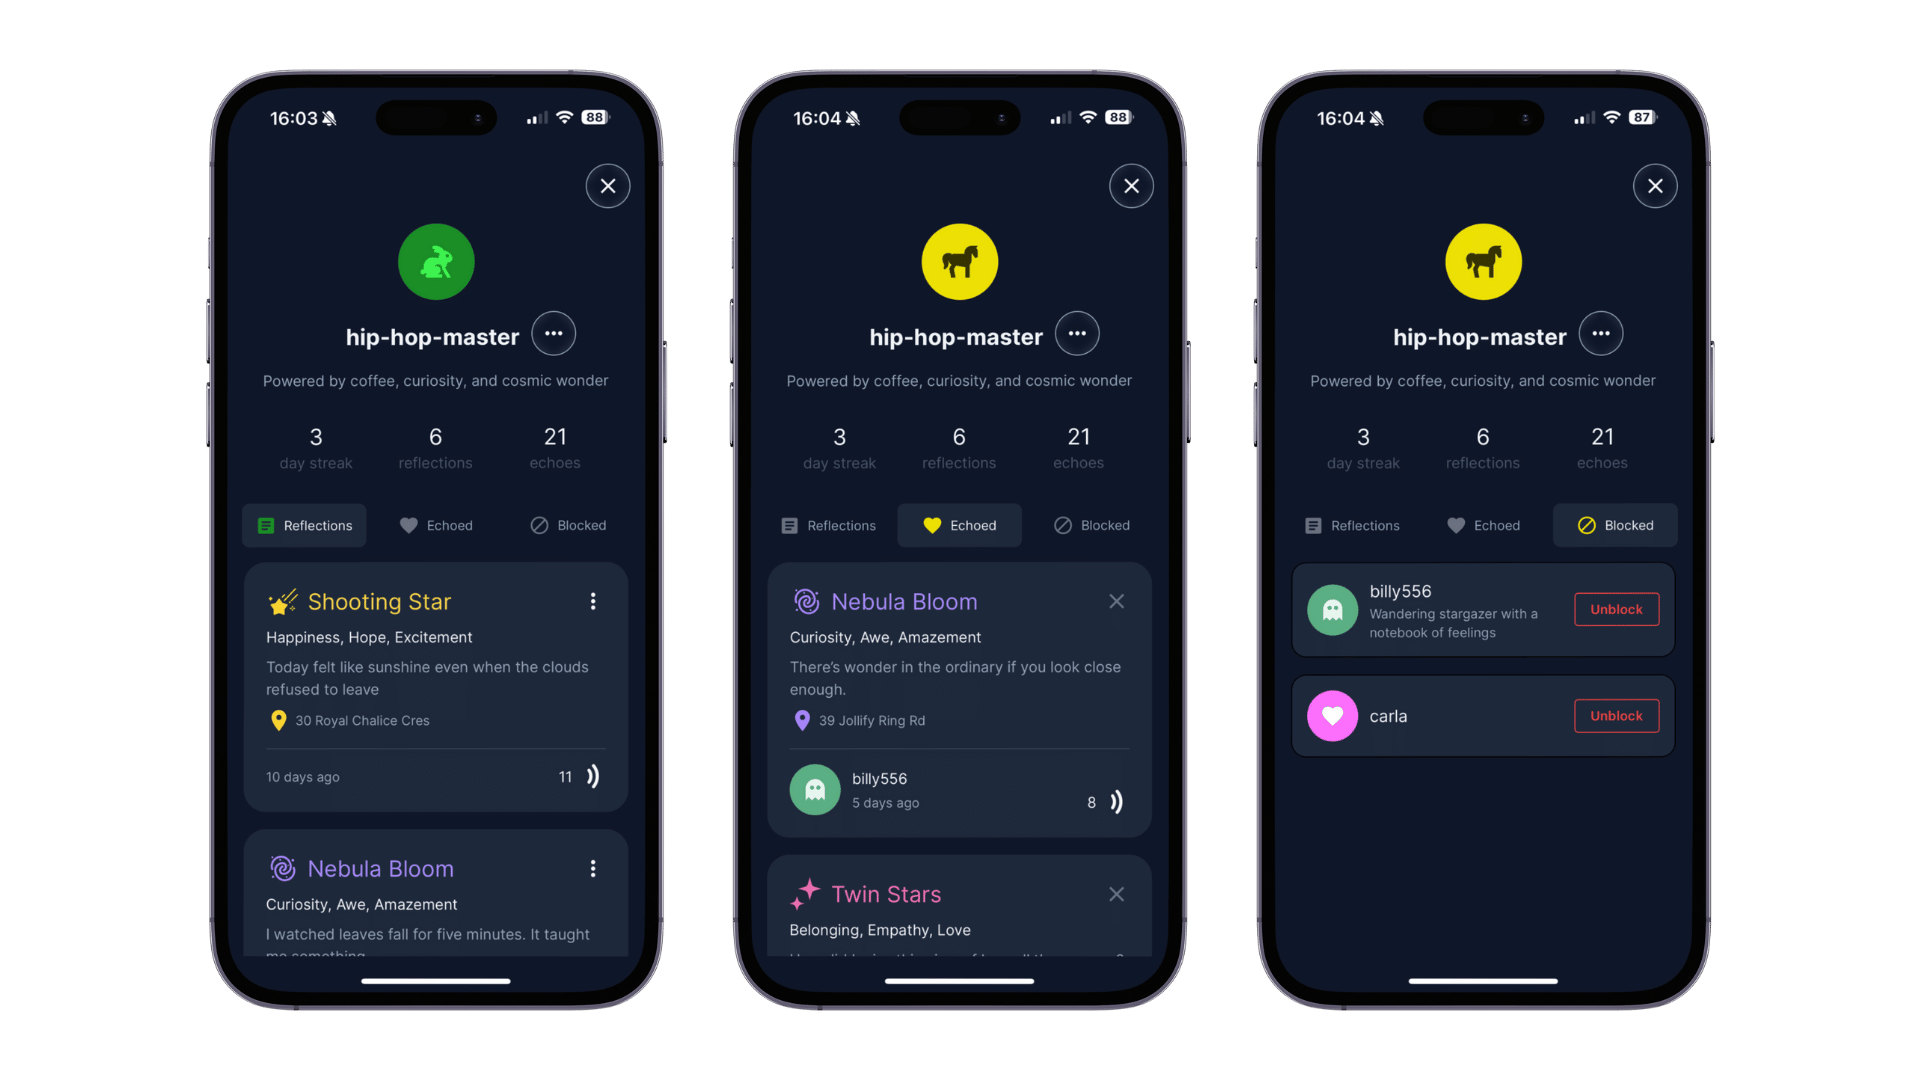 16:03
88
hip-hop-master
Powered by coffee, curiosity, and cosmic wonder
3
6
21
day streak
reflections
echoes
Reflections
Echoed
Blocked
Shooting Star
Happiness, Hope, Excitement
Today felt like sunshine even when the clouds
refused to leave
30 Royal Chalice Cres
10 days ago
11
Nebula Bloom
Curiosity, Awe, Amazement
I watched leaves fall for five minutes. It taught
me something
16:04
88
hip-hop-master
Powered by coffee, curiosity, and cosmic wonder
3
6
21
day streak
reflections
echoes
Reflections
Echoed
Blocked
Nebula Bloom
Curiosity, Awe, Amazement
There's wonder in the ordinary if you look close
enough.
39 Jollify Ring Rd
billy556
5 days ago
8
Twin Stars
Belonging, Empathy, Love
16:04
87
hip-hop-master
Powered by coffee, curiosity, and cosmic wonder
3
6
21
day streak
reflections
echoes
Reflections
Echoed
Blocked
billy556
Wandering stargazer with a
notebook of feelings
Unblock
carla
Unblock